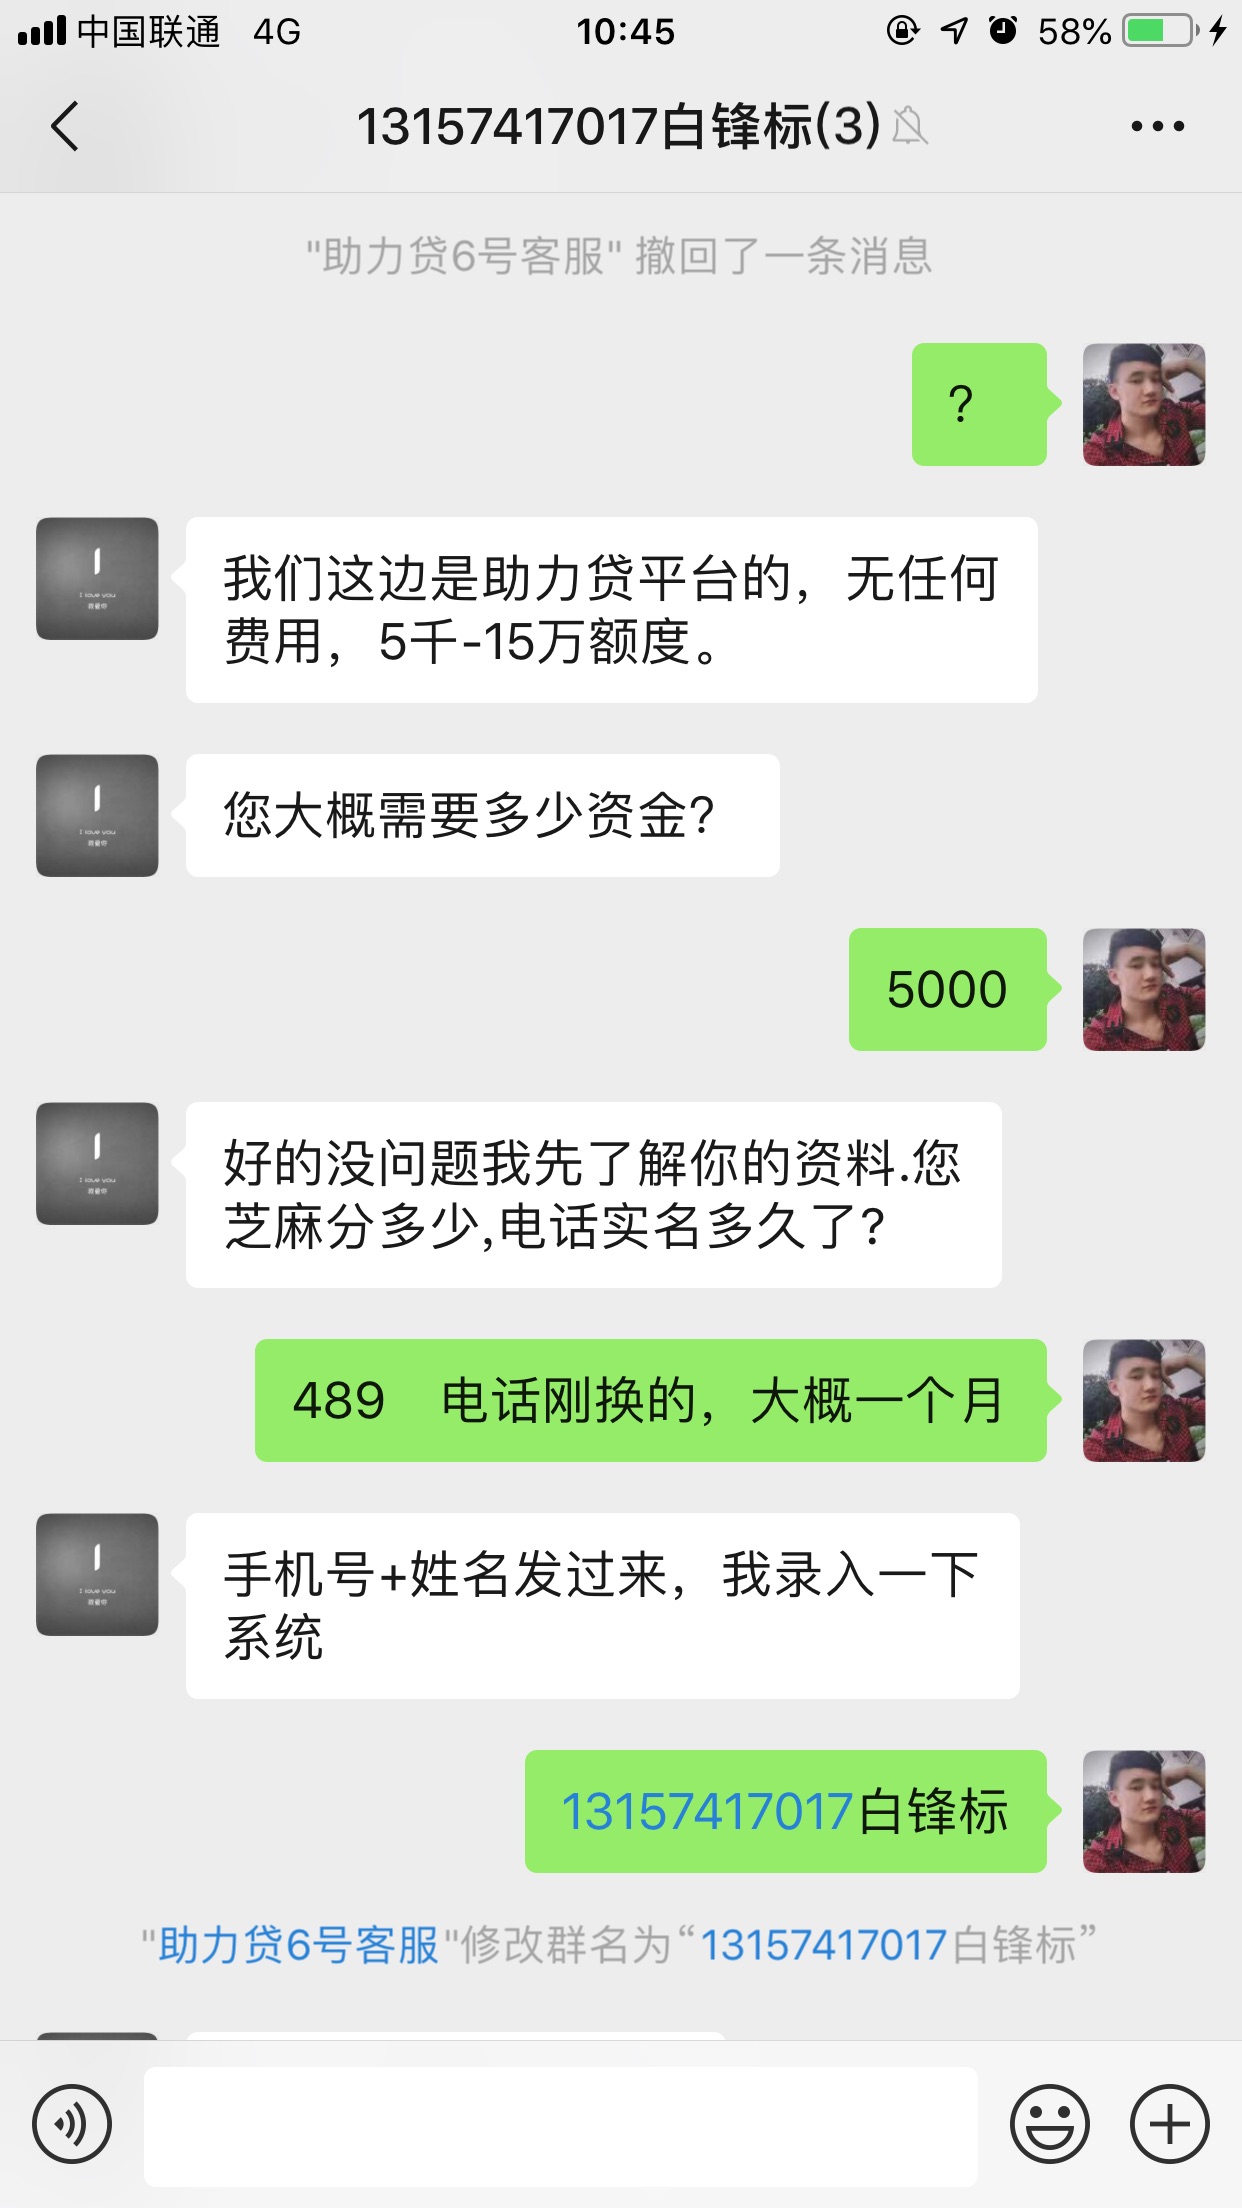 中国联通 4G 10:45 58%
13157417017白锋标(3)
"助力贷6号客服" 撤回了一条消息
?
I love you
我们这边是助力贷平台的，无任何
费用，5千-15万额度。
I love you
您大概需要多少资金?
5000
I love you
好的没问题我先了解你的资料.您
芝麻分多少,电话实名多久了?
489 电话刚换的，大概一个月
I love you
手机号+姓名发过来，我录入一下
系统
13157417017白锋标
"助力贷6号客服"修改群名为“13157417017白锋标”